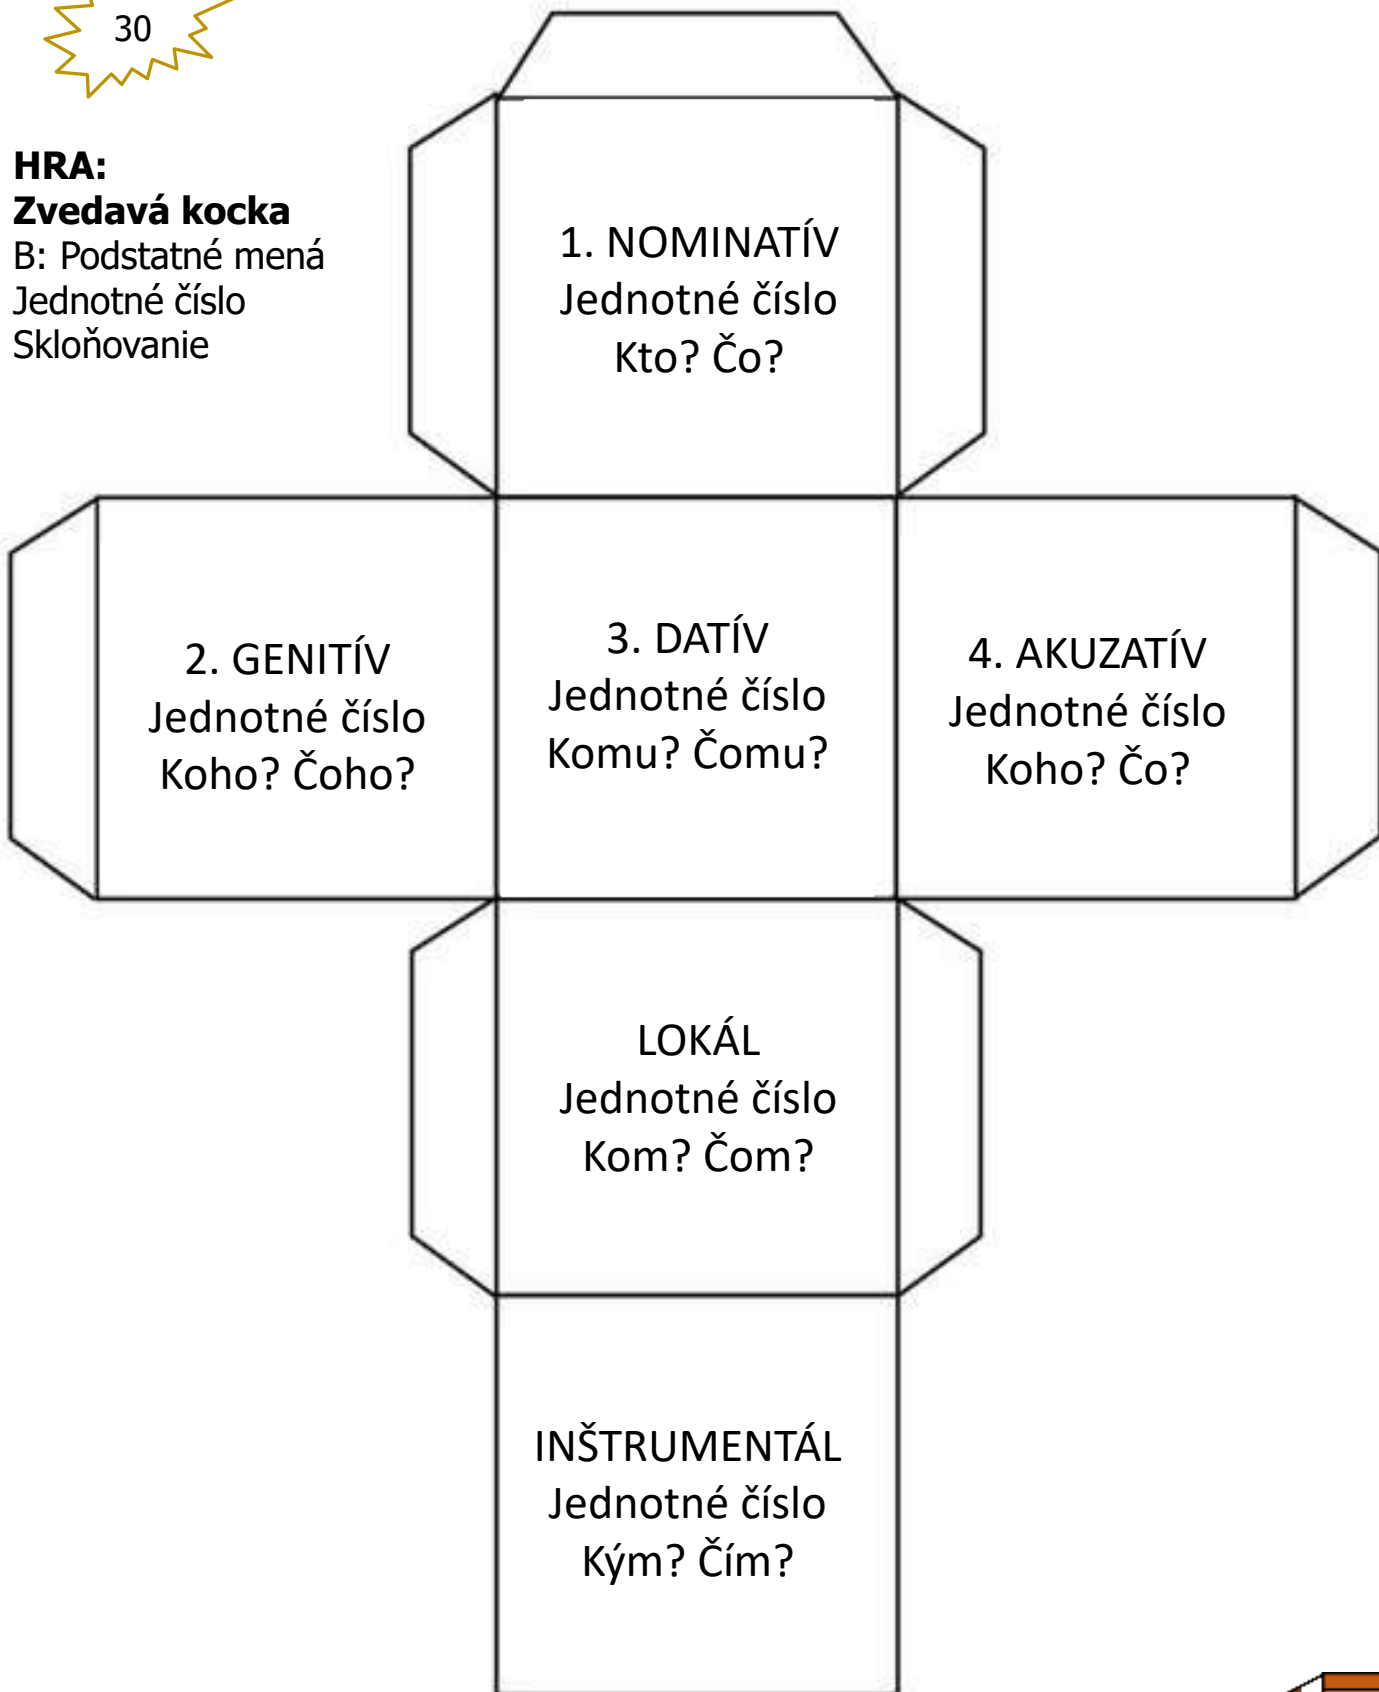 30
HRA:
Zvedavá kocka
B: Podstatné mená
Jednotné číslo
Skloňovanie
1. NOMINATÍV
Jednotné číslo
Kto? Čo?
2. GENITÍV
Jednotné číslo
Koho? Čoho?
3. DATÍV
Jednotné číslo
Komu? Čomu?
4. AKUZATÍV
Jednotné číslo
Koho? Čo?
LOKÁL
Jednotné číslo
Kom? Čom?
INŠTRUMENTÁL
Jednotné číslo
Kým? Čím?